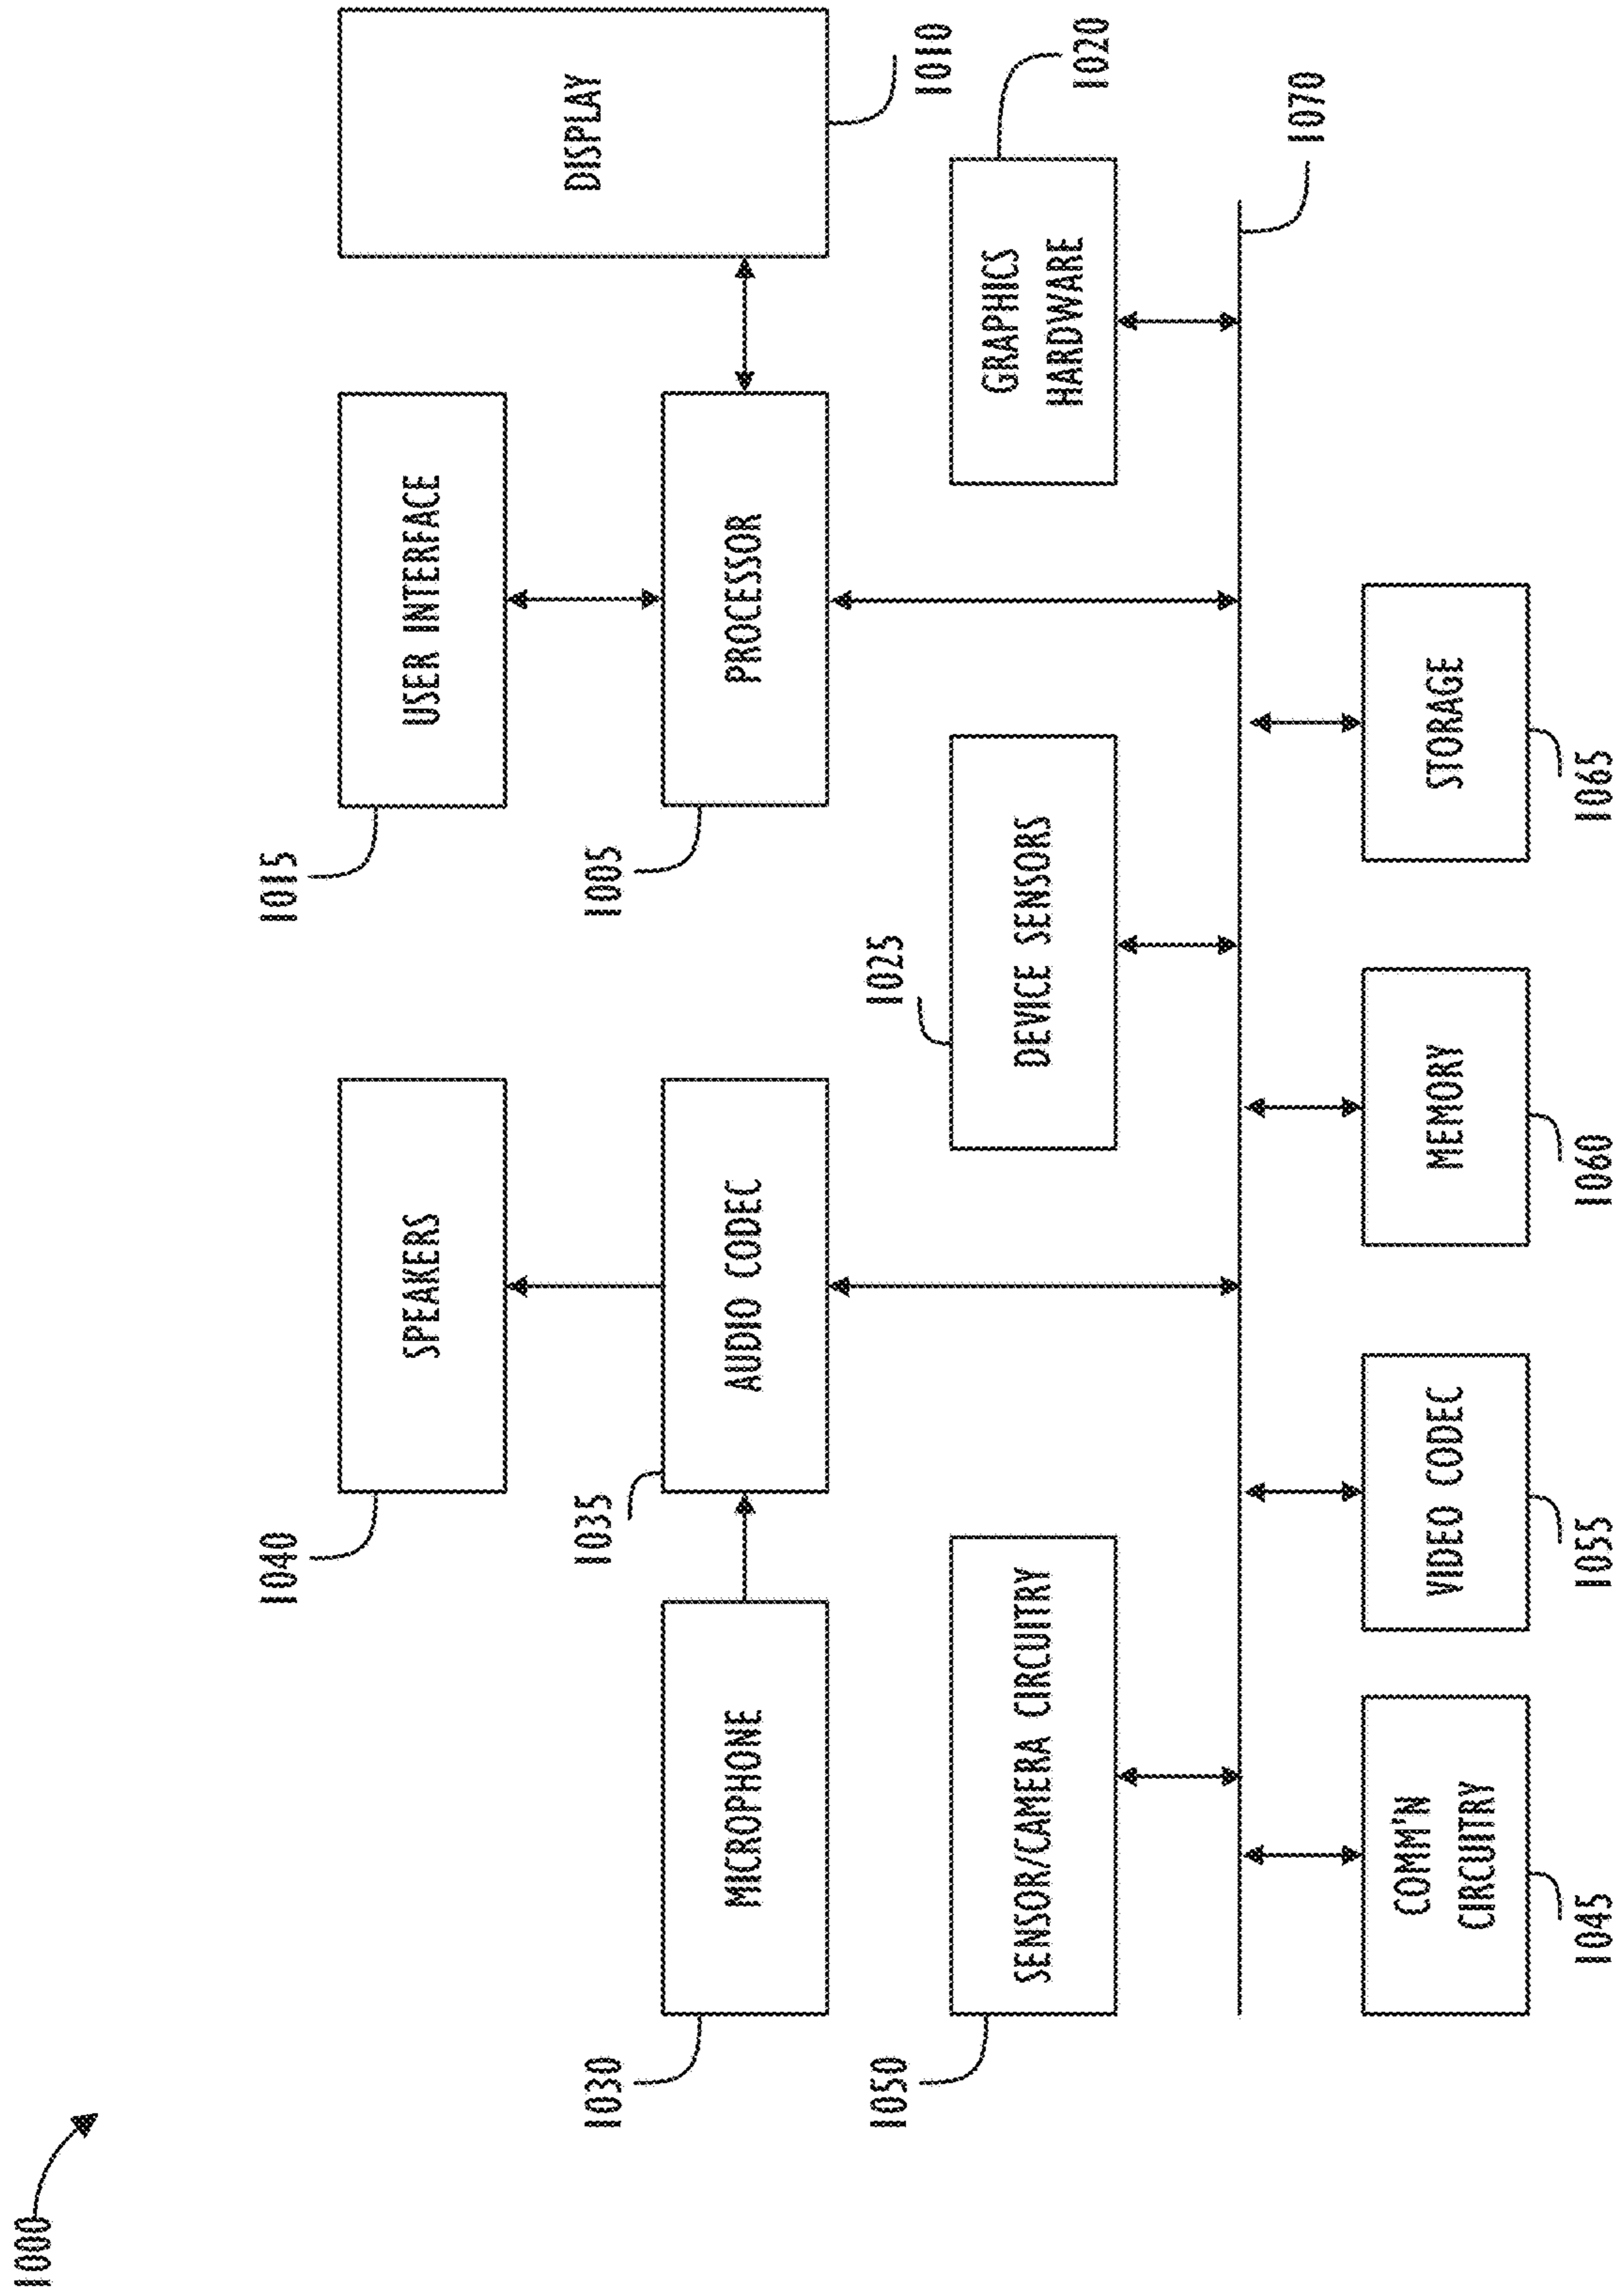 1000
1040
SPEAKERS
1015
USER INTERFACE
DISPLAY
1010
1030
MICROPHONE
1035
AUDIO CODEC
1005
PROCESSOR
1050
SENSOR/CAMERA CIRCUITRY
1025
DEVICE SENSORS
GRAPHICS
HARDWARE
1020
1070
COMM'N
CIRCUITRY
1045
VIDEO CODEC
1055
MEMORY
1060
STORAGE
1065